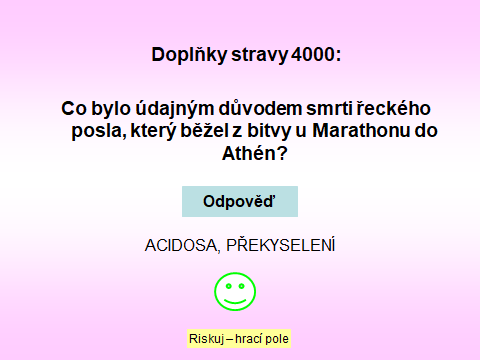 Doplňky stravy 4000:
Co bylo údajným důvodem smrti řeckého
posla, který běžel z bitvy u Marathonu do
Athén?
Odpověď
ACIDOSA, PŘEKYSELENÍ
Riskuj – hrací pole